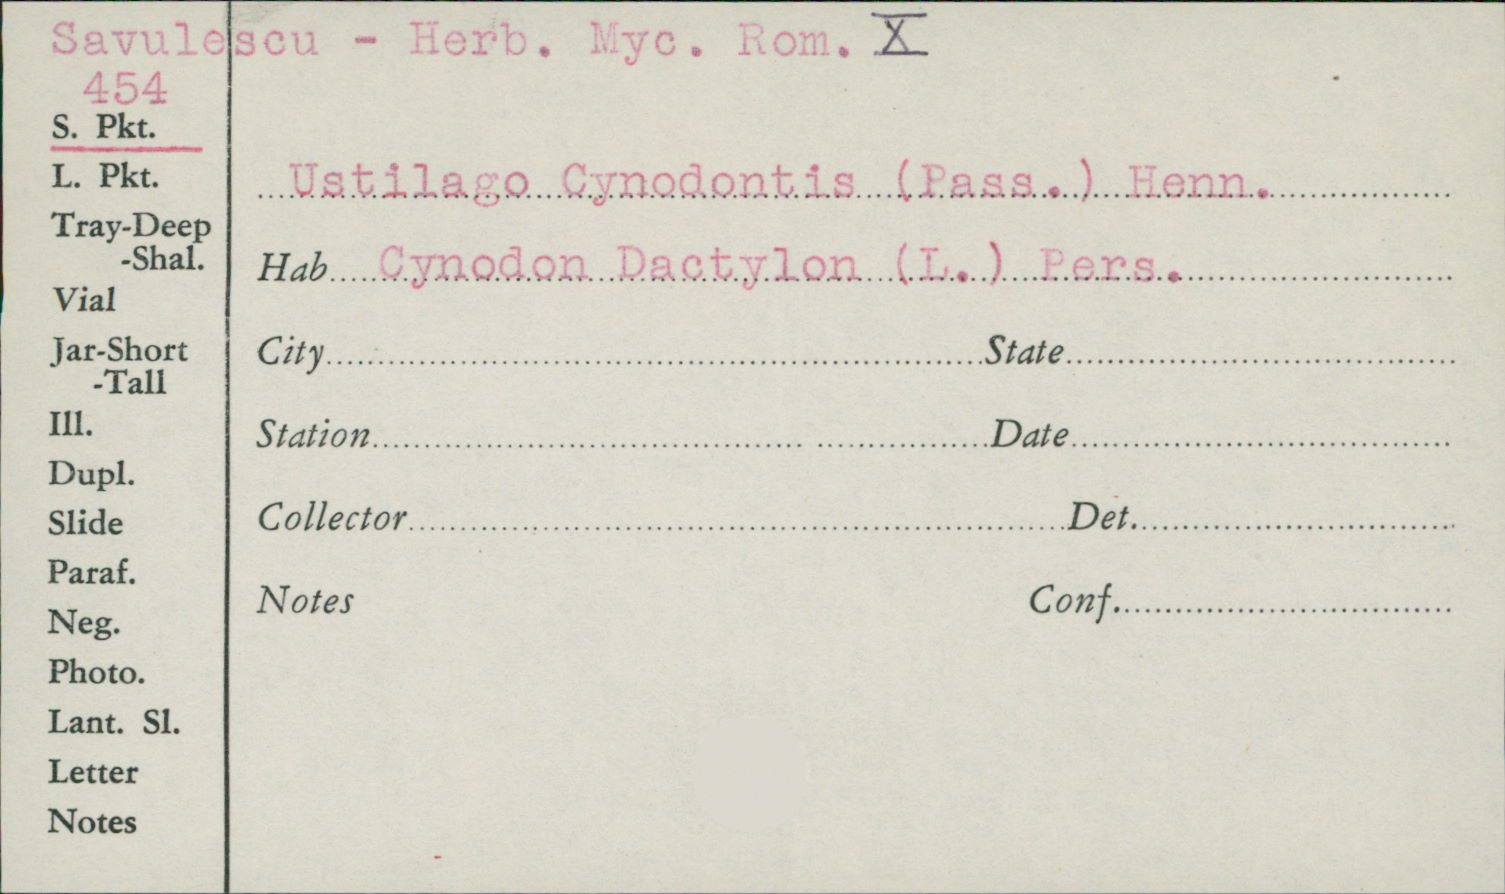 Savulescu - Herb. Myc. Rom. X
454
S. Pkt.
L. Pkt.
Tray-Deep
-Shal.
Vial
Jar-Short
-Tall
Ill.
Dupl.
Slide
Paraf.
Neg.
Photo.
Lant. Sl.
Letter
Notes
Ustilago Cynodontis (Pass.) Henn.
Hab. Cynodon Dactylon (L.) Pers.
City State
Station Date
Collector Det.
Notes Conf.